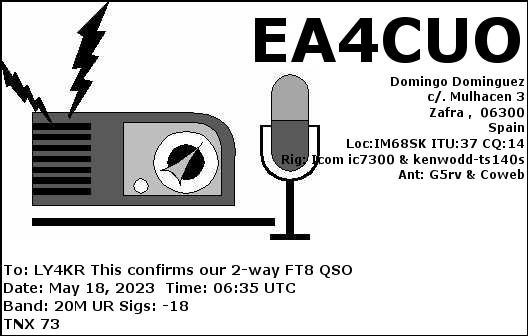 EA4CUO
Domingo Dominguez
c/. Mulhacen 3
Zafra , 06300
Spain
Loc:IM68SK ITU:37 CQ:14
Rig: Icom ic7300 & kenwodd-ts140s
Ant: G5rv & Coweb
To: LY4KR This confirms our 2-way FT8 QSO
Date: May 18, 2023 Time: 06:35 UTC
Band: 20M UR Sigs: -18
TNX 73